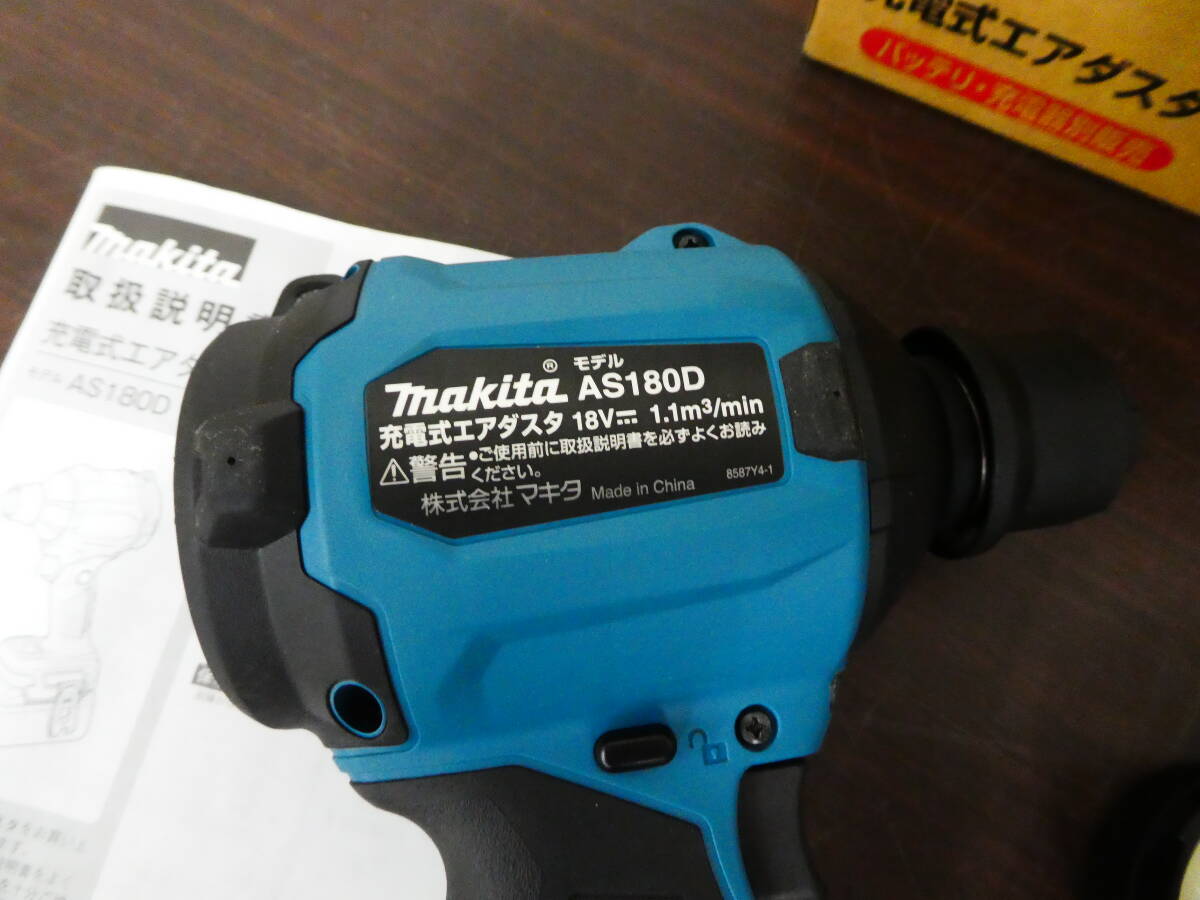 充電式エアダスタ
バッテリ・充電器別販売
makita
取扱説明
充電式エアダ
モデル AS180D
makita® モデル AS180D
充電式エアダスタ 18V 1.1m³/min
⚠警告 •ご使用前に取扱説明書を必ずよくお読み
ください。
株式会社マキタ Made in China 8587Y4-1